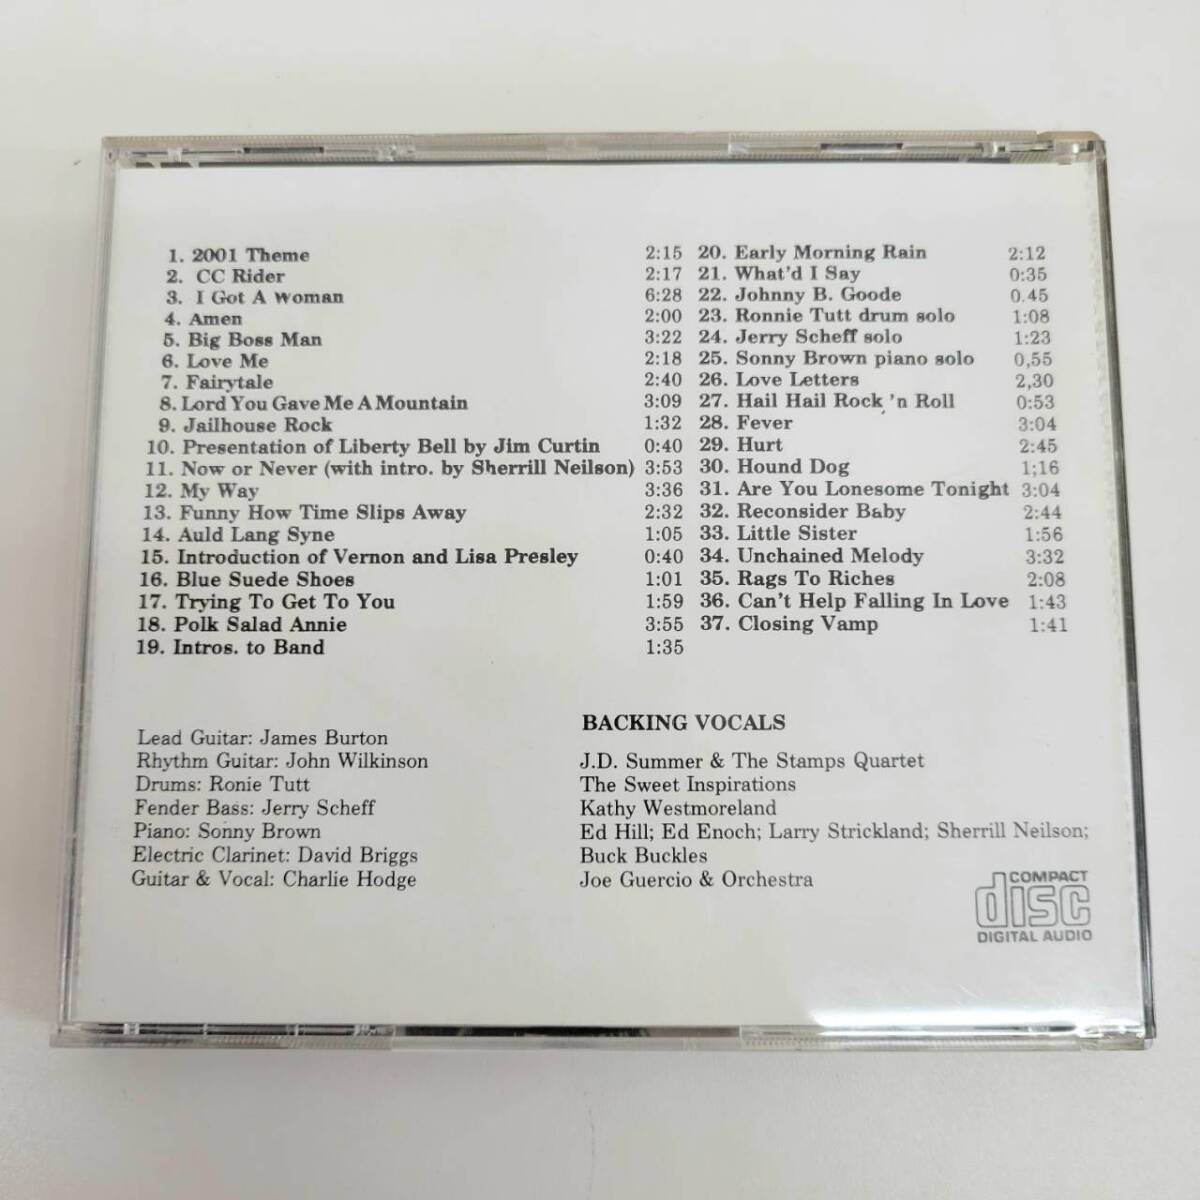 1. 2001 Theme 2:15
2. CC Rider 2:17
3. I Got A Woman 6:28
4. Amen 2:00
5. Big Boss Man 3:22
6. Love Me 2:18
7. Fairytale 2:40
8. Lord You Gave Me A Mountain 3:09
9. Jailhouse Rock 1:32
10. Presentation of Liberty Bell by Jim Curtin 0:40
11. Now or Never (with intro. by Sherrill Neilson) 3:53
12. My Way 3:36
13. Funny How Time Slips Away 2:32
14. Auld Lang Syne 1:05
15. Introduction of Vernon and Lisa Presley 0:40
16. Blue Suede Shoes 1:01
17. Trying To Get To You 1:59
18. Polk Salad Annie 3:55
19. Intros. to Band 1:35
20. Early Morning Rain 2:12
21. What'd I Say 0:35
22. Johnny B. Goode 0.45
23. Ronnie Tutt drum solo 1:08
24. Jerry Scheff solo 1:23
25. Sonny Brown piano solo 0,55
26. Love Letters 2,30
27. Hail Hail Rock 'n Roll 0:53
28. Fever 3:04
29. Hurt 2:45
30. Hound Dog 1;16
31. Are You Lonesome Tonight 3:04
32. Reconsider Baby 2:44
33. Little Sister 1:56
34. Unchained Melody 3:32
35. Rags To Riches 2:08
36. Can't Help Falling In Love 1:43
37. Closing Vamp 1:41
Lead Guitar: James Burton
Rhythm Guitar: John Wilkinson
Drums: Ronie Tutt
Fender Bass: Jerry Scheff
Piano: Sonny Brown
Electric Clarinet: David Briggs
Guitar & Vocal: Charlie Hodge
BACKING VOCALS
J.D. Summer & The Stamps Quartet
The Sweet Inspirations
Kathy Westmoreland
Ed Hill; Ed Enoch; Larry Strickland; Sherrill Neilson;
Buck Buckles
Joe Guercio & Orchestra
COMPACT
disc
DIGITAL AUDIO